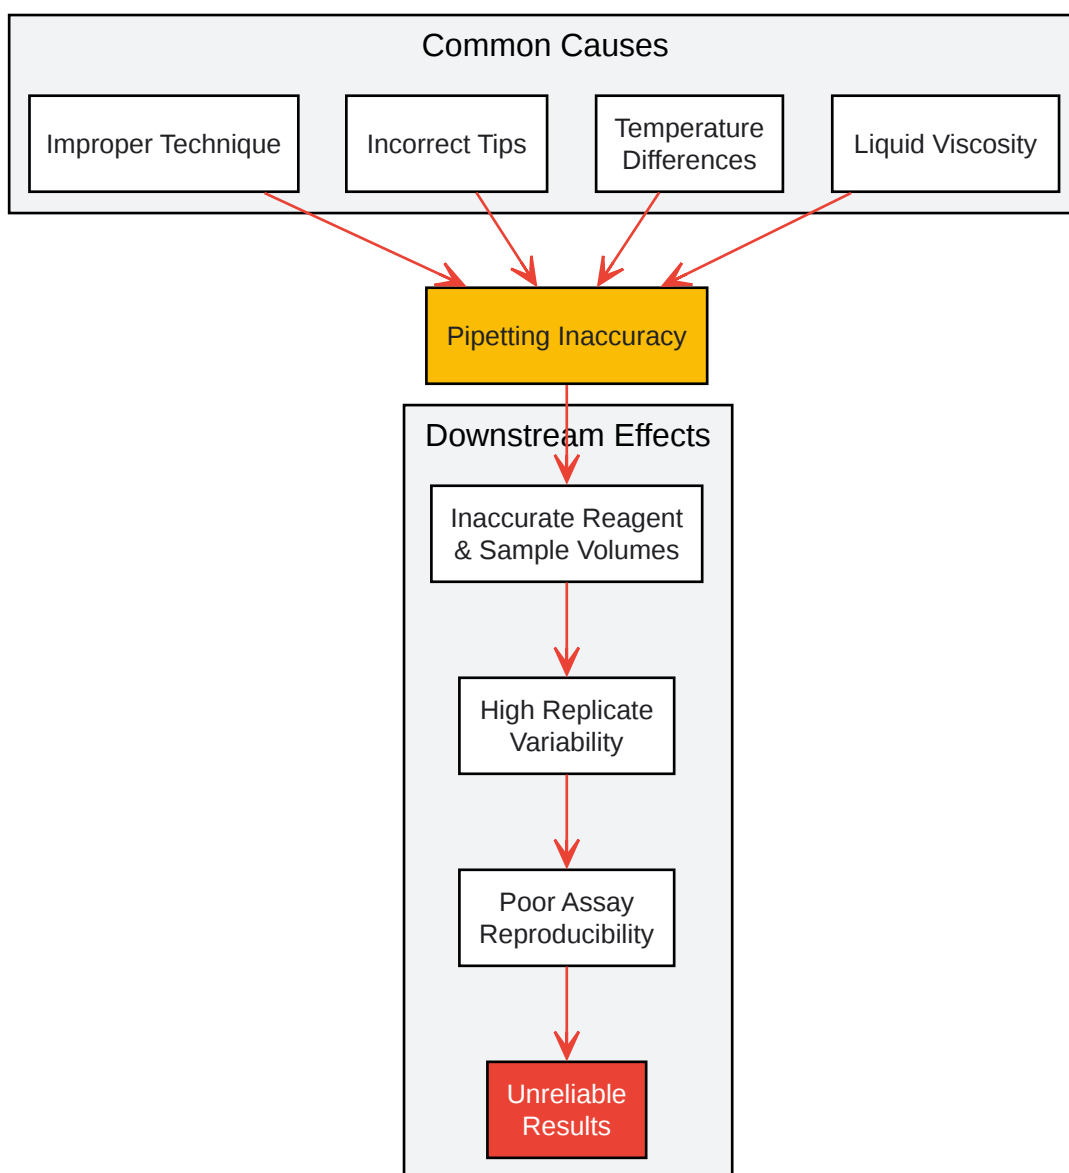 Common Causes
Improper Technique
Incorrect Tips
Temperature
Differences
Liquid Viscosity
Pipetting Inaccuracy
Downstream Effects
Inaccurate Reagent
& Sample Volumes
High Replicate
Variability
Poor Assay
Reproducibility
Unreliable
Results